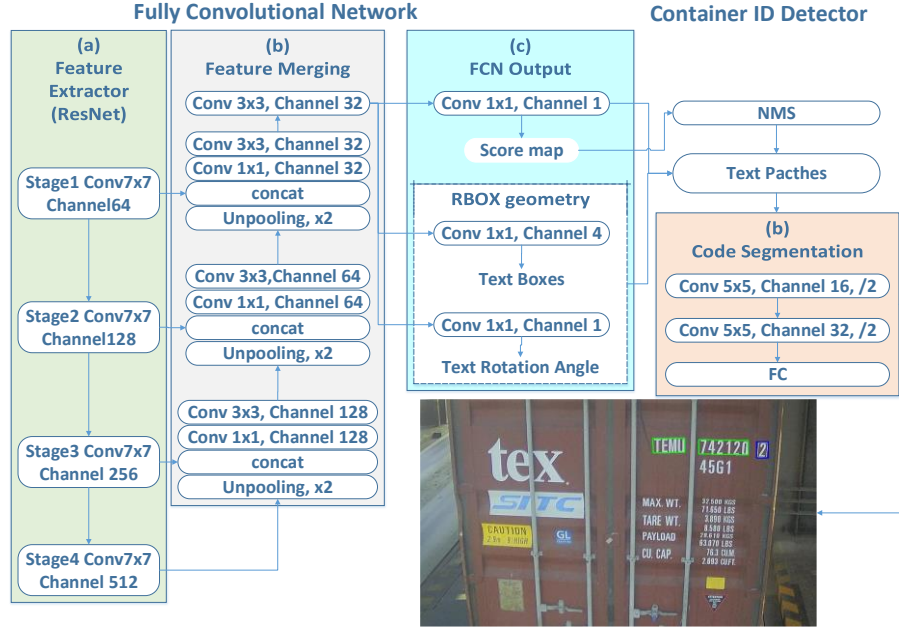 Fully Convolutional Network
Container ID Detector
(a)
Feature
Extractor
(ResNet)
Stage1 Conv7x7
Channel64
Stage2 Conv7x7
Channel128
Stage3 Conv7x7
Channel 256
Stage4 Conv7x7
Channel 512
(b)
Feature Merging
Conv 3x3, Channel 32
Conv 3x3, Channel 32
Conv 1x1, Channel 32
concat
Unpooling, x2
Conv 3x3,Channel 64
Conv 1x1, Channel 64
concat
Unpooling, x2
Conv 3x3, Channel 128
Conv 1x1, Channel 128
concat
Unpooling, x2
(c)
FCN Output
Conv 1x1, Channel 1
Score map
RBOX geometry
Conv 1x1, Channel 4
Text Boxes
Conv 1x1, Channel 1
Text Rotation Angle
NMS
Text Pacthes
(b)
Code Segmentation
Conv 5x5, Channel 16, /2
Conv 5x5, Channel 32, /2
FC
tex
SITC
CAUTION
GL
TEMU 742120 2
45G1
MAX. WT.
TARE WT.
PAYLOAD
CU. CAP.